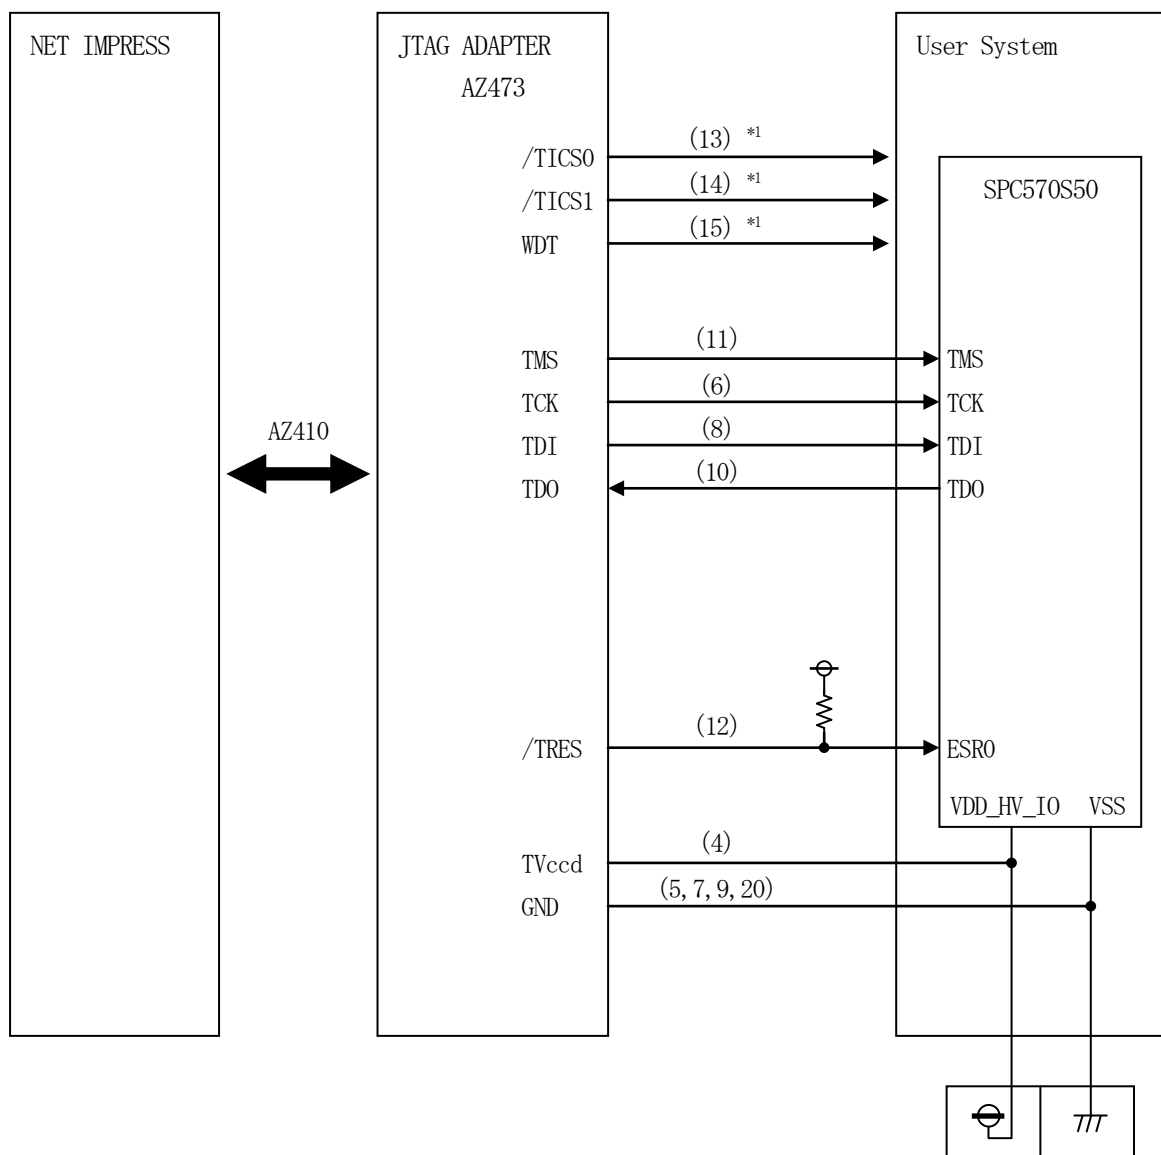 NET IMPRESS
JTAG ADAPTER
AZ473
User System
/TICS0
(13) *1
/TICS1
(14) *1
WDT
(15) *1
SPC570S50
TMS
(11)
TMS
TCK
(6)
TCK
TDI
(8)
TDI
TDO
(10)
TDO
AZ410
/TRES
(12)
ESR0
VDD_HV_IO
VSS
TVccd
(4)
GND
(5,7,9,20)